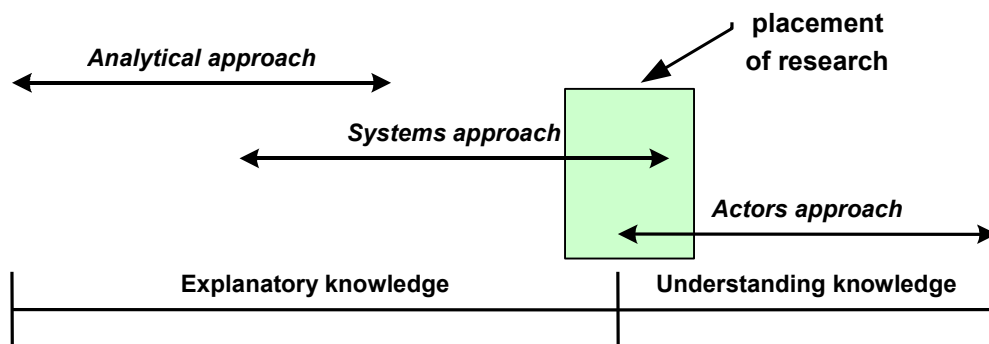 placement
of research
Analytical approach
Systems approach
Actors approach
Explanatory knowledge
Understanding knowledge